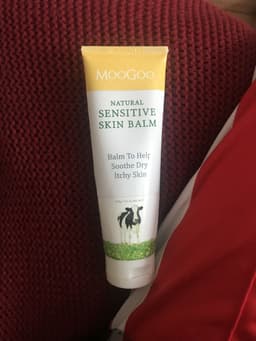 MOOGOO
NATURAL
SENSITIVE
SKIN BALM
Balm To Help
Soothe Dry
Itchy Skin